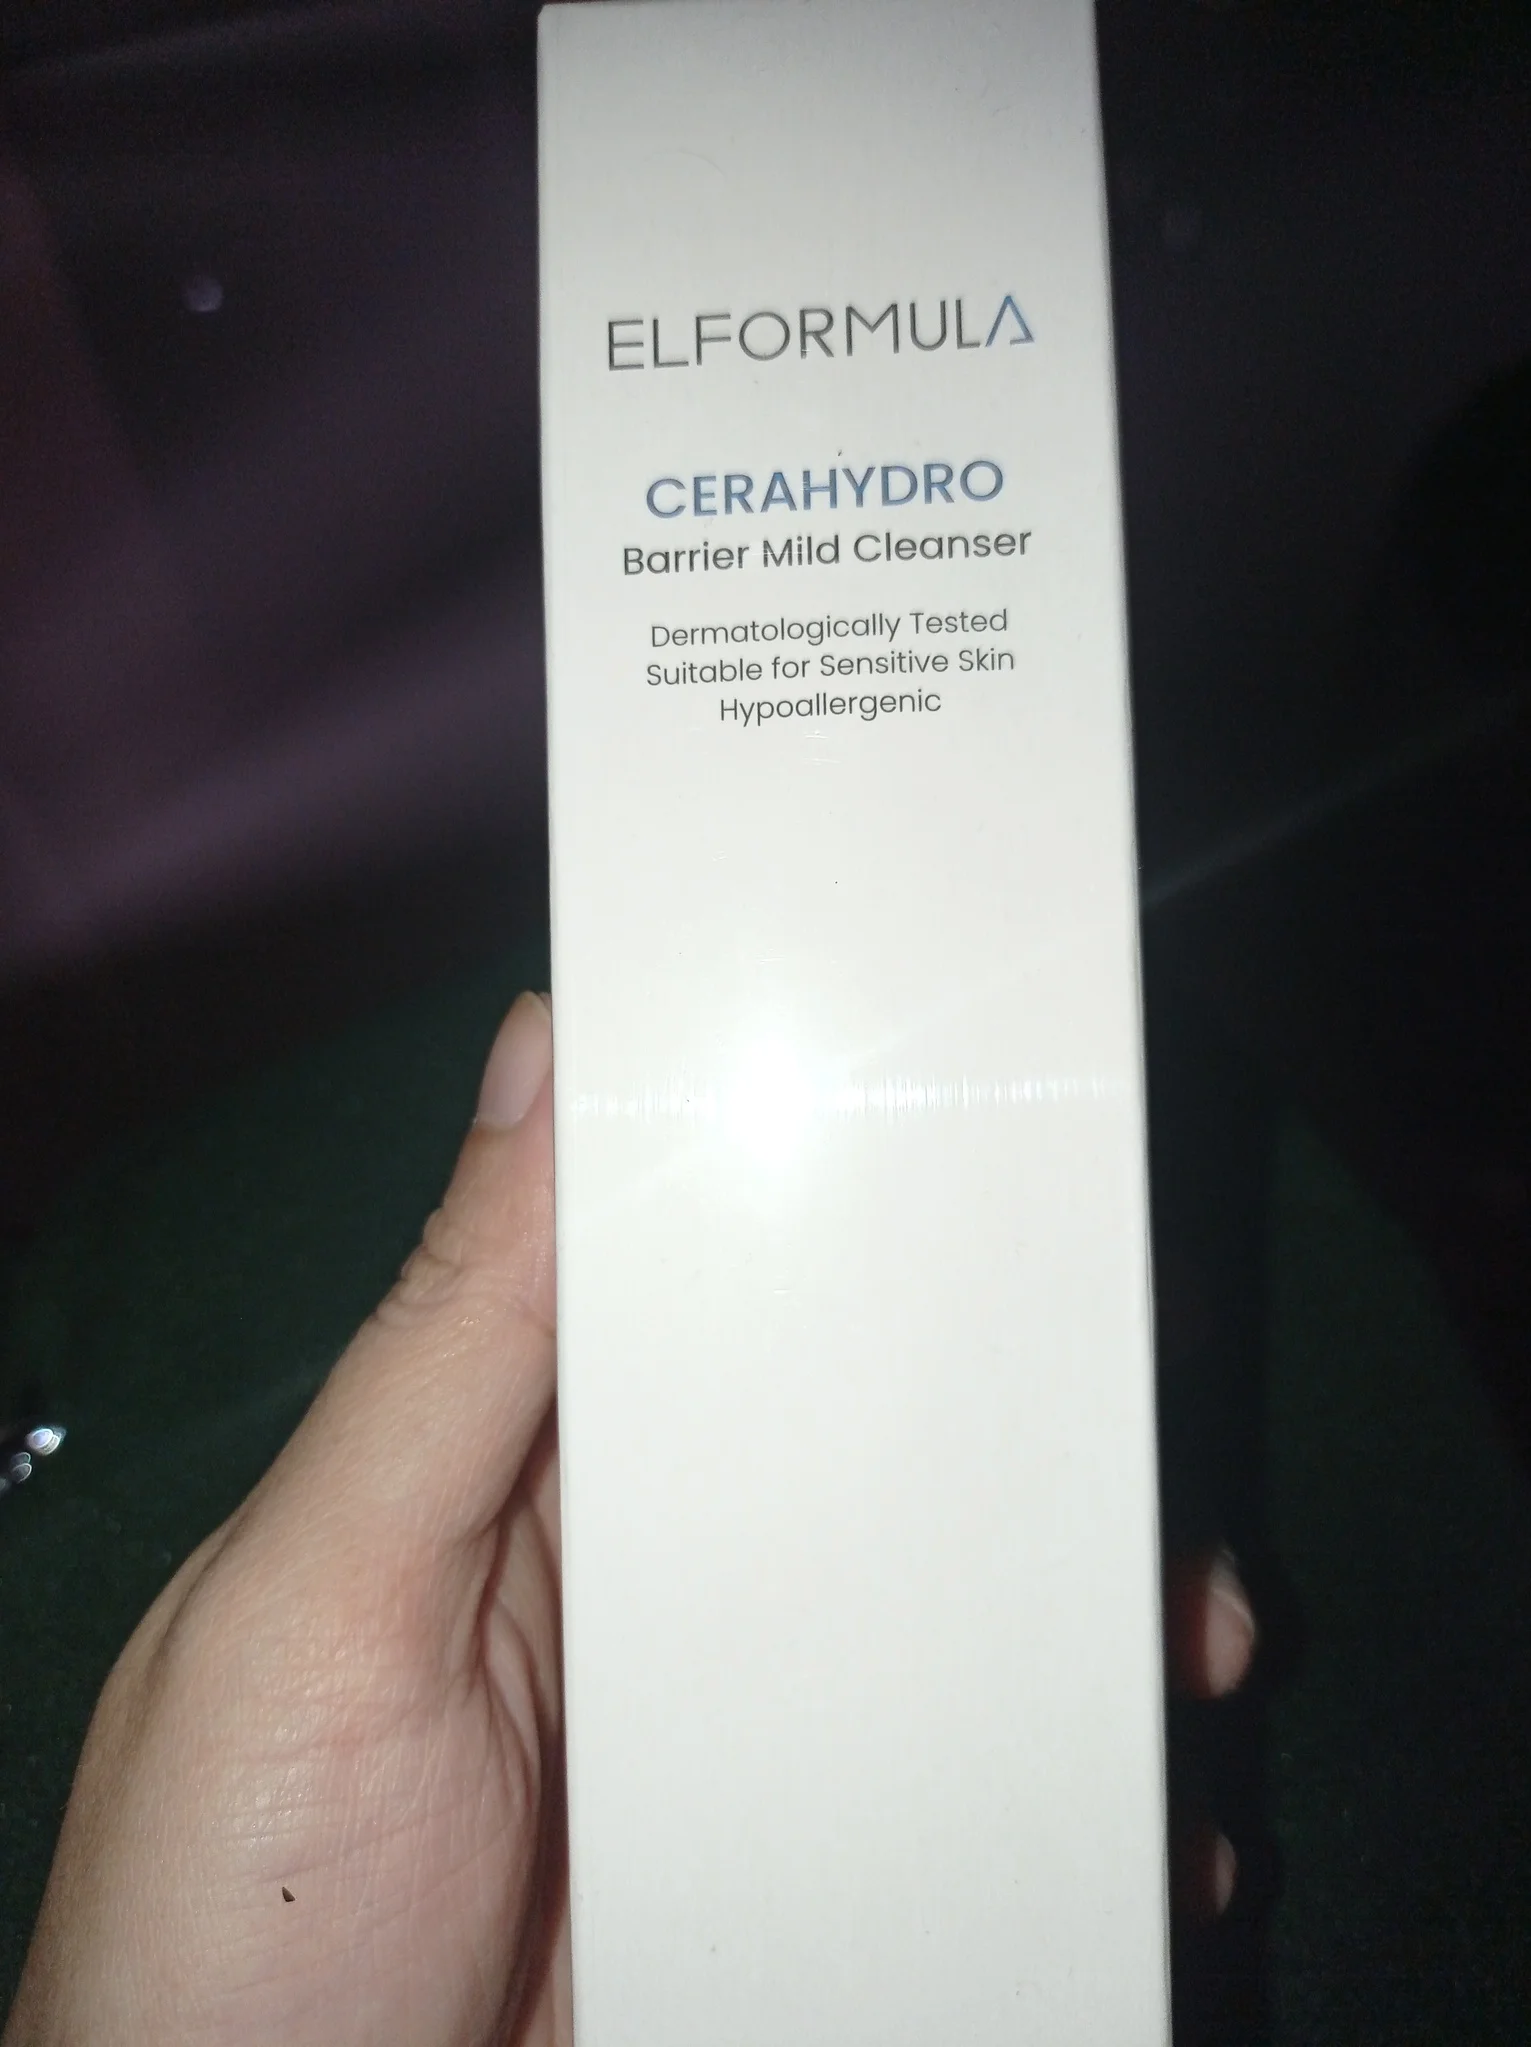 ELFORMULA
CERAHYDRO
Barrier Mild Cleanser
Dermatologically Tested
Suitable for Sensitive Skin
Hypoallergenic